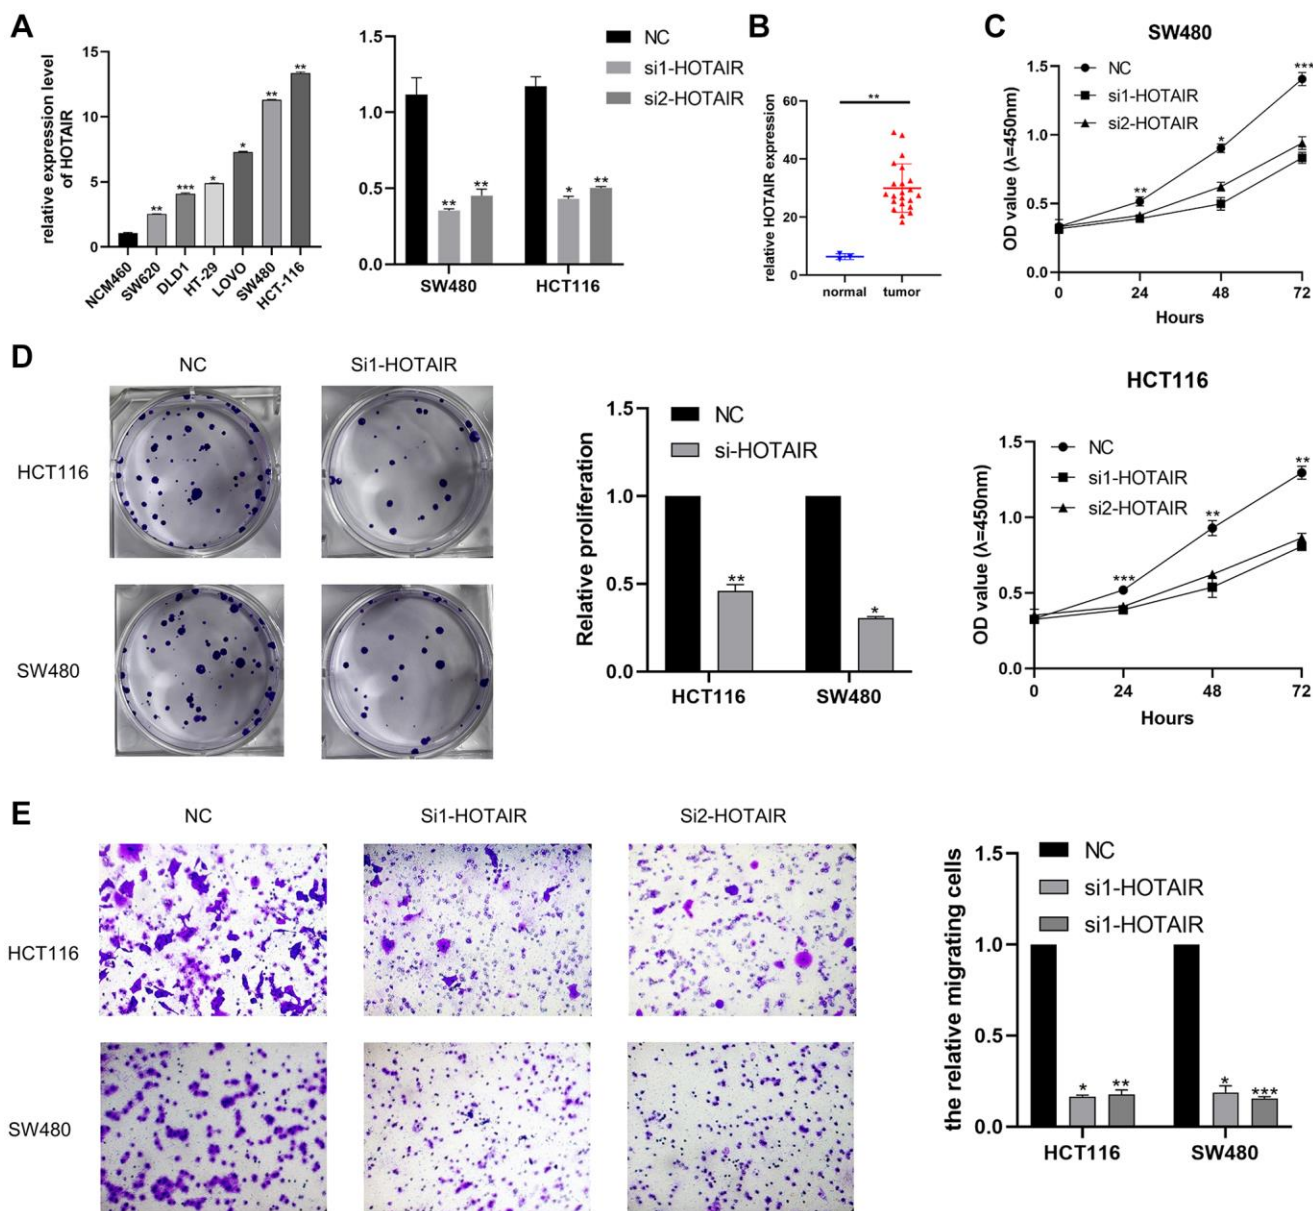 A
relative expression level
of HOTAIR
15
10
5
0
**
***
*
*
**
**
NCM460
SW620
DLD1
HT-29
LOVO
SW480
HCT-116
1.5
1.0
0.5
0.0
NC
si1-HOTAIR
si2-HOTAIR
**
**
*
**
SW480
HCT116
B
relative HOTAIR expression
60
40
20
0
**
normal
tumor
C
SW480
OD value (λ=450nm)
1.5
1.0
0.5
0.0
NC
si1-HOTAIR
si2-HOTAIR
**
*
***
0
24
48
72
Hours
HCT116
OD value (λ=450nm)
1.5
1.0
0.5
0.0
NC
si1-HOTAIR
si2-HOTAIR
***
**
**
0
24
48
72
Hours
D
NC
Si1-HOTAIR
HCT116
SW480
Relative proliferation
1.5
1.0
0.5
0.0
NC
si-HOTAIR
**
*
HCT116
SW480
E
NC
Si1-HOTAIR
Si2-HOTAIR
HCT116
SW480
the relative migrating cells
1.5
1.0
0.5
0.0
NC
si1-HOTAIR
si1-HOTAIR
*
**
*
***
HCT116
SW480